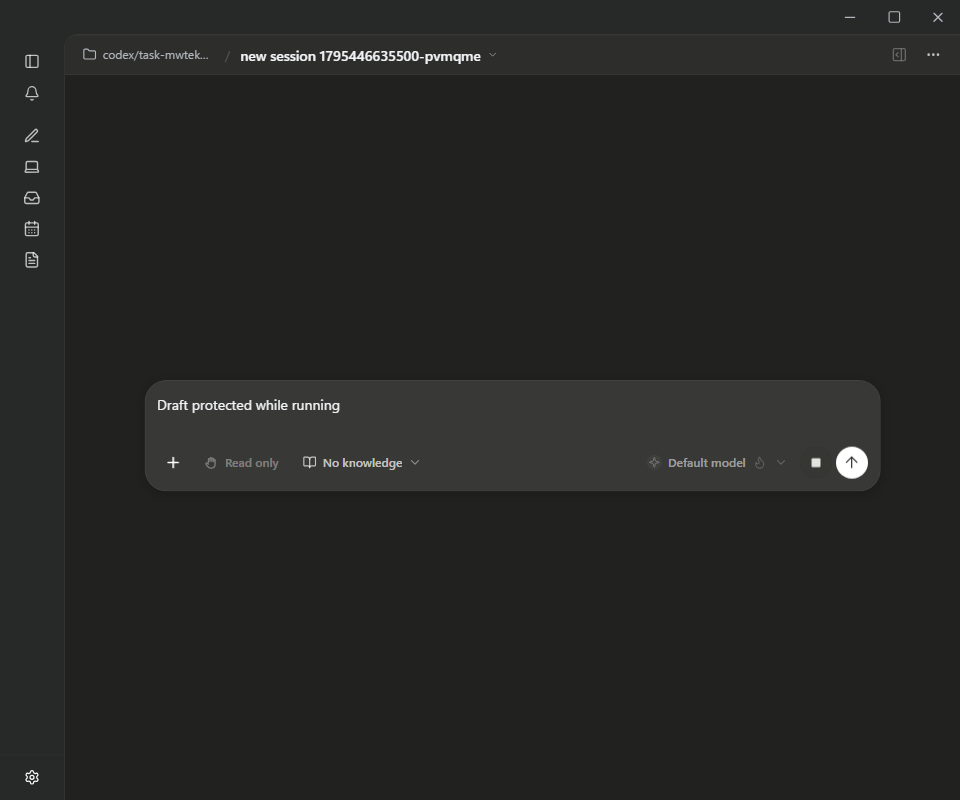 codex/task-mwtek... / new session 1795446635500-pvmqme
Draft protected while running
Read only No knowledge Default model